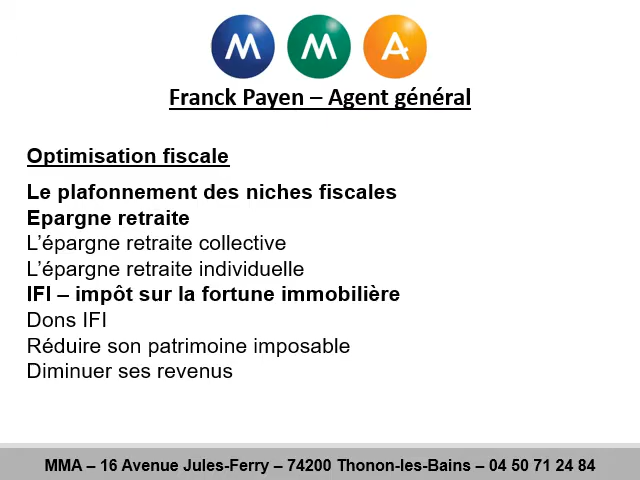 M M A
Franck Payen – Agent général
Optimisation fiscale
Le plafonnement des niches fiscales
Epargne retraite
L’épargne retraite collective
L’épargne retraite individuelle
IFI – impôt sur la fortune immobilière
Dons IFI
Réduire son patrimoine imposable
Diminuer ses revenus
MMA – 16 Avenue Jules-Ferry – 74200 Thonon-les-Bains – 04 50 71 24 84